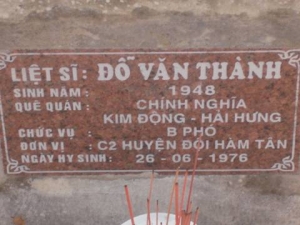 LIỆT SĨ : ĐỖ VĂN THÀNH
SINH NĂM : 1948
QUÊ QUÁN : CHÍNH NGHĨA
KIM ĐỘNG - HẢI HƯNG
CHỨC VỤ : B PHÓ
ĐƠN VỊ : C2 HUYỆN ĐỘI HÀM TÂN
NGÀY HY SINH : 26 - 06 - 1976